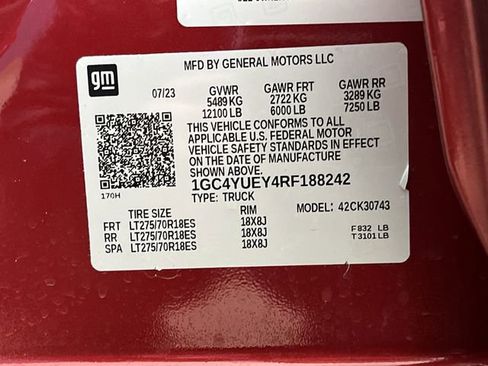 MFD BY GENERAL MOTORS LLC
gm
07/23 GVWR GAWR FRT GAWR RR
5489 KG 2722 KG 3289 KG
12100 LB 6000 LB 7250 LB
THIS VEHICLE CONFORMS TO ALL
APPLICABLE U.S. FEDERAL MOTOR
VEHICLE SAFETY STANDARDS IN EFFECT
ON THE DATE OF MANUFACTURE
SHOWN ABOVE.
1GC4YUEY4RF188242
170H TYPE: TRUCK
TIRE SIZE RIM MODEL: 42CK30743
FRT LT275/70R18ES 18X8J
RR LT275/70R18ES 18X8J
SPA LT275/70R18ES 18X8J
F 832 LB
T 3101 LB